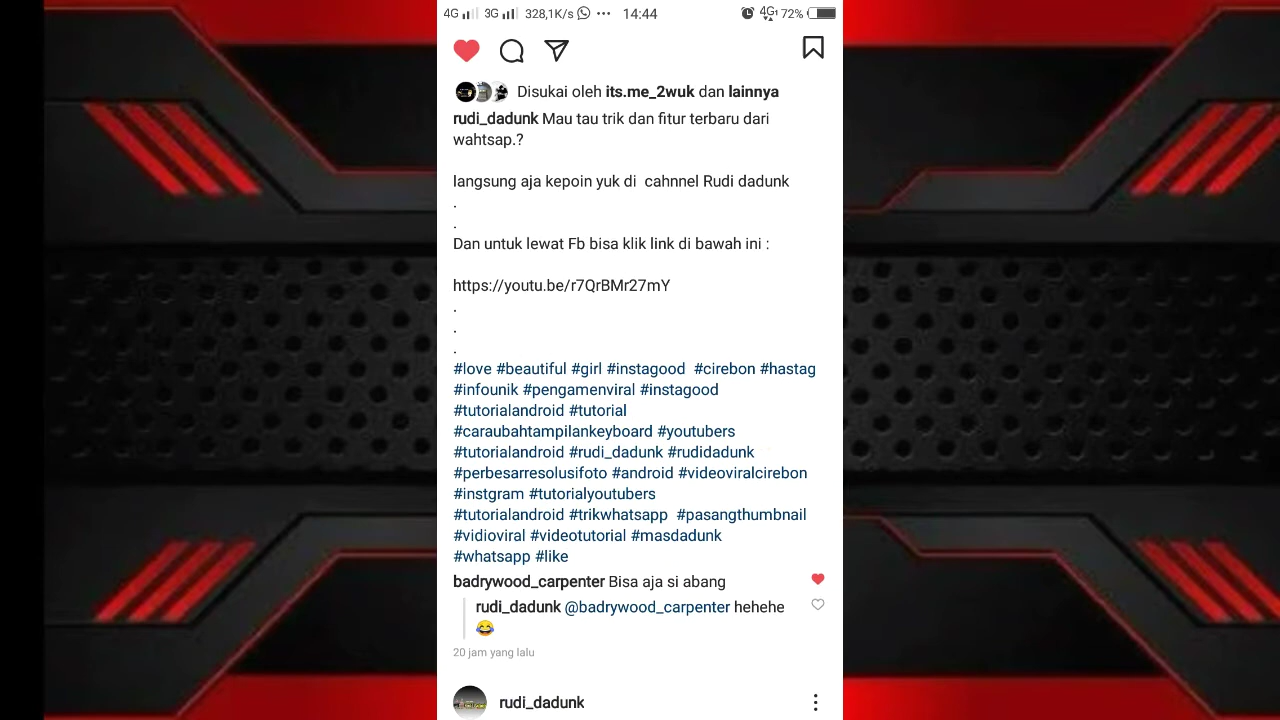 4G 3G 328,1K/s ••• 14:44 4G 72%
Disukai oleh its.me_2wuk dan lainnya
rudi_dadunk Mau tau trik dan fitur terbaru dari
wahtsap.?
langsung aja kepoin yuk di cahnnel Rudi dadunk
.
.
Dan untuk lewat Fb bisa klik link di bawah ini :
https://youtu.be/r7QrBMr27mY
.
.
.
#love #beautiful #girl #instagood #cirebon #hastag
#infounik #pengamenviral #instagood
#tutorialandroid #tutorial
#caraubahtampilankeyboard #youtubers
#tutorialandroid #rudi_dadunk #rudidadunk
#perbesarresolusifoto #android #videoviralcirebon
#instgram #tutorialyoutubers
#tutorialandroid #trikwhatsapp #pasangthumbnail
#vidioviral #videotutorial #masdadunk
#whatsapp #like
badrywood_carpenter Bisa aja si abang
rudi_dadunk @badrywood_carpenter hehehe
😂
20 jam yang lalu
rudi_dadunk